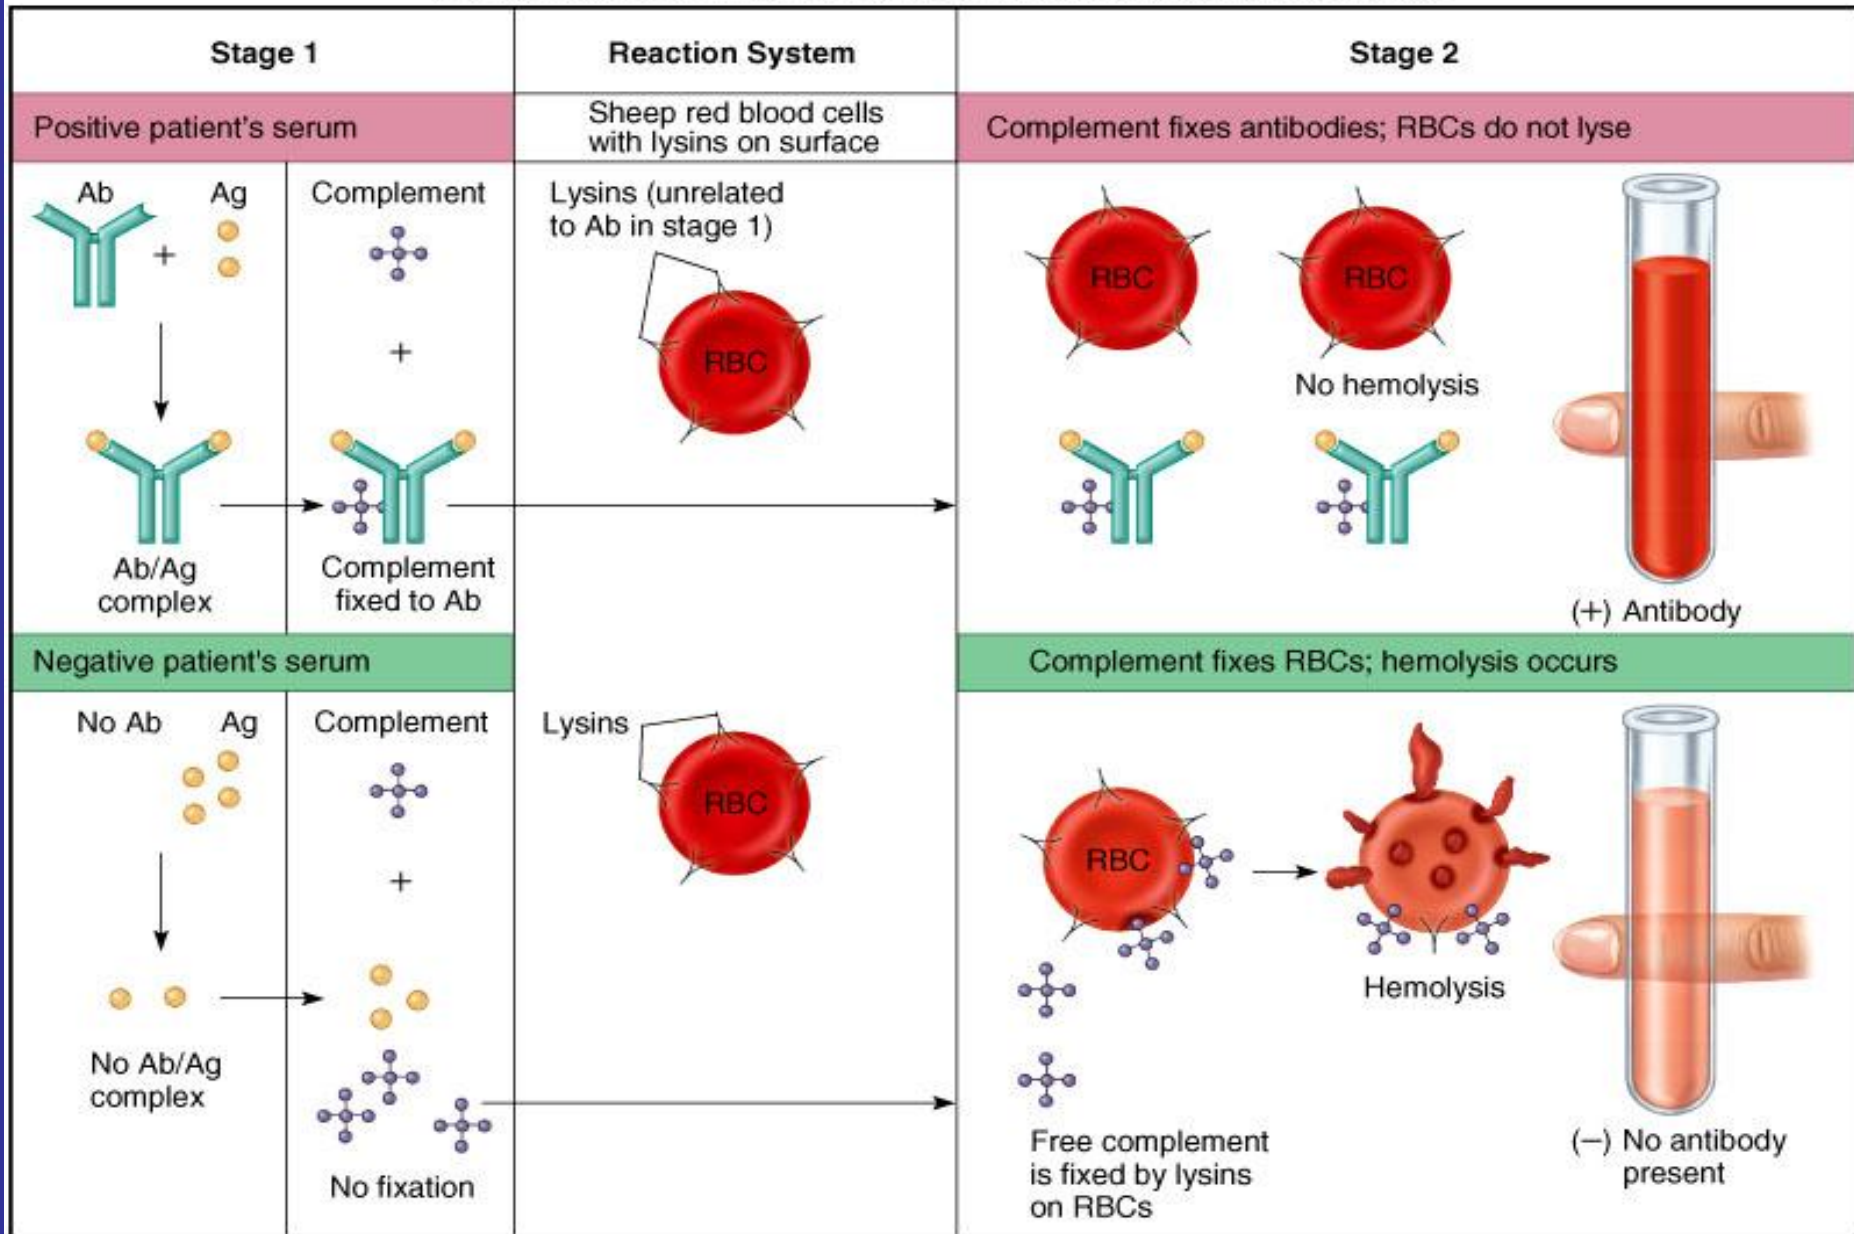 Stage 1
Reaction System
Stage 2
Positive patient's serum
Sheep red blood cells
with lysins on surface
Complement fixes antibodies; RBCs do not lyse
Ab
Ag
+
Complement
+
Ab/Ag
complex
Complement
fixed to Ab
Lysins (unrelated
to Ab in stage 1)
RBC
RBC
RBC
No hemolysis
(+) Antibody
Negative patient's serum
Complement fixes RBCs; hemolysis occurs
No Ab
Ag
Complement
+
No Ab/Ag
complex
No fixation
Lysins
RBC
RBC
Hemolysis
Free complement
is fixed by lysins
on RBCs
(−) No antibody
present